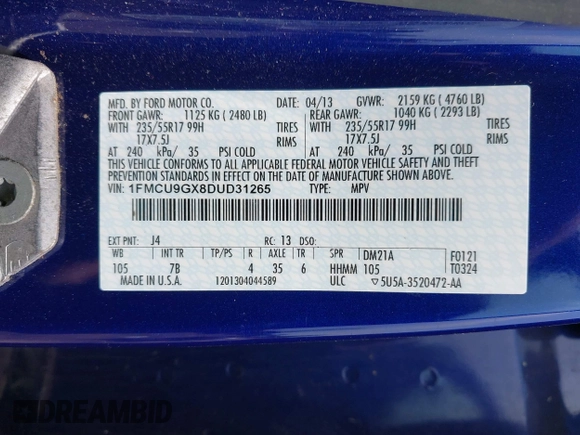 MFD. BY FORD MOTOR CO. 04/13 GVWR: 2159 KG ( 4760 LB)
FRONT GAWR: 1125 KG ( 2480 LB) REAR GAWR: 1040 KG ( 2293 LB)
WITH 235/55R17 99H TIRES WITH 235/55R17 99H TIRES
17X7.5J RIMS 17X7.5J RIMS
AT 240 kPa/ 35 PSI COLD AT 240 kPa/ 35 PSI COLD
THIS VEHICLE CONFORMS TO ALL APPLICABLE FEDERAL MOTOR VEHICLE SAFETY AND BUMPER STANDARDS AND THEFT
PREVENTION STANDARDS IN EFFECT ON THE DATE OF MANUFACTURE SHOWN ABOVE.
VIN: 1FMCU9GX8DUD31265 TYPE: MPV
EXT PNT: J4 RC: 13 DSO:
WB INT TR TP/PS R AXLE TR SPR DM21A F0121
105 7B 4 35 6 HHMM 105 T0324
MADE IN U.S.A. 1201304044589 ULC ▽5U5A-3520472-AA
DREAMBID